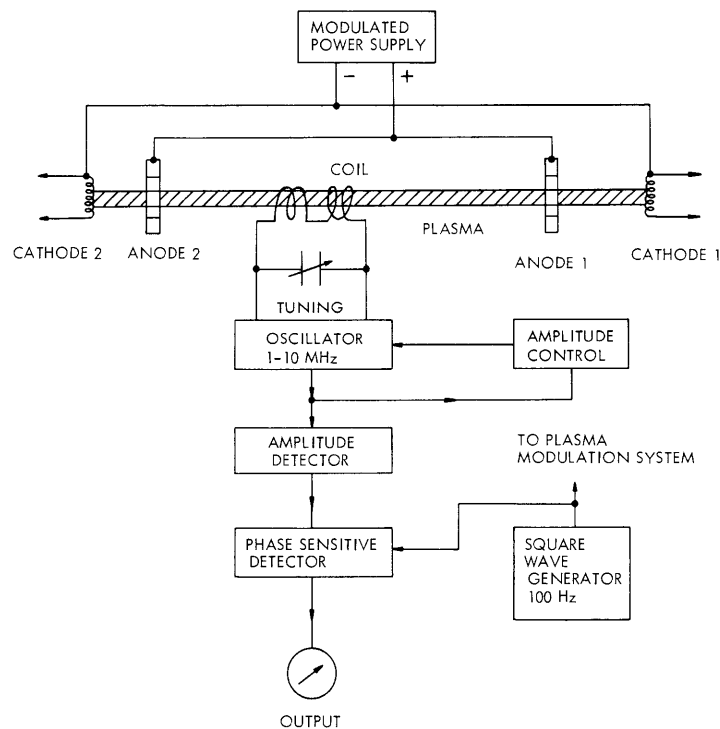 MODULATED
POWER SUPPLY
- +
COIL
PLASMA
CATHODE 2
ANODE 2
ANODE 1
CATHODE 1
TUNING
OSCILLATOR
1-10 MHz
AMPLITUDE
CONTROL
AMPLITUDE
DETECTOR
TO PLASMA
MODULATION SYSTEM
PHASE SENSITIVE
DETECTOR
SQUARE
WAVE
GENERATOR
100 Hz
OUTPUT